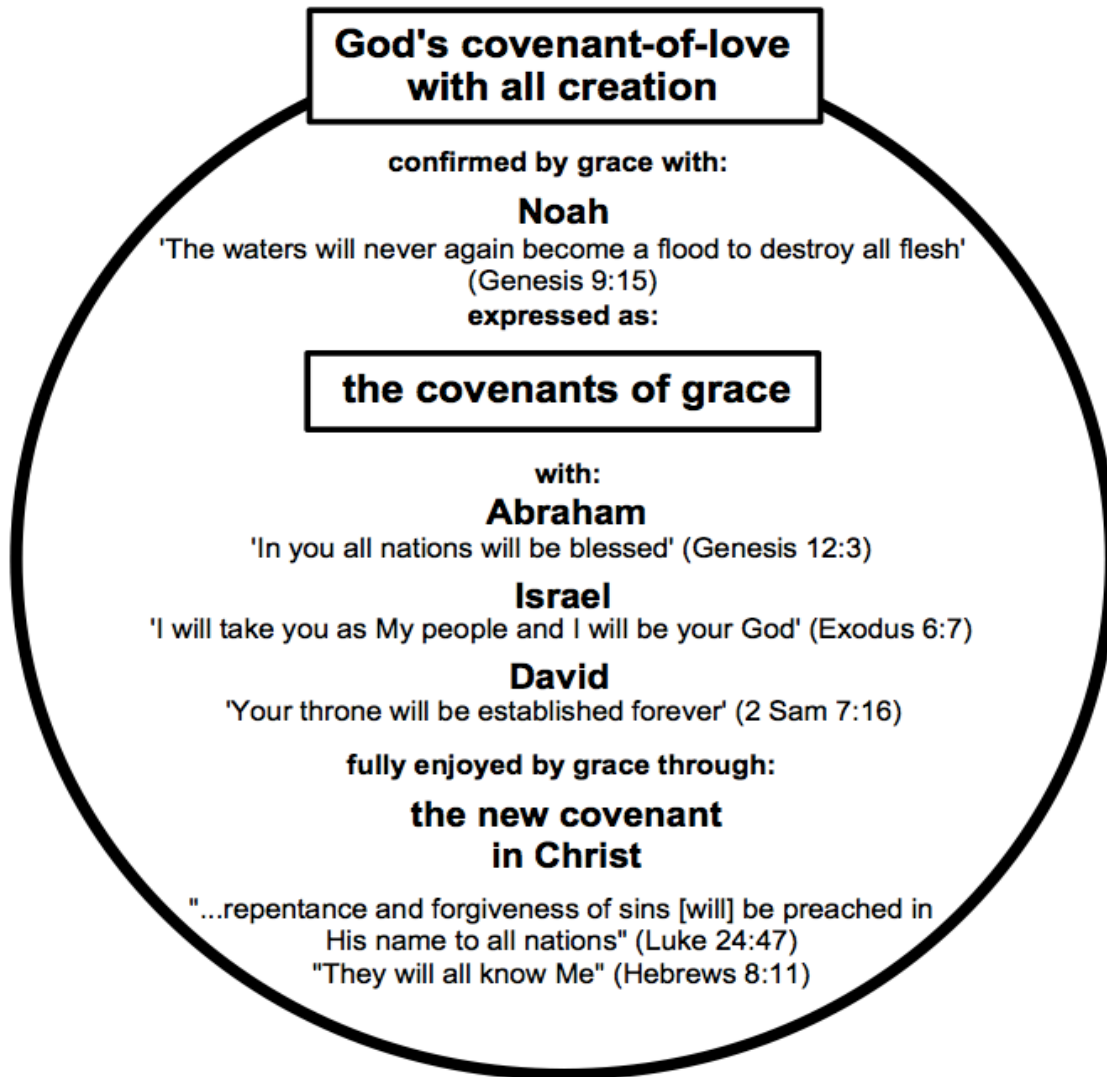 God's covenant-of-love
with all creation
confirmed by grace with:
Noah
'The waters will never again become a flood to destroy all flesh'
(Genesis 9:15)
expressed as:
the covenants of grace
with:
Abraham
'In you all nations will be blessed' (Genesis 12:3)
Israel
'I will take you as My people and I will be your God' (Exodus 6:7)
David
'Your throne will be established forever' (2 Sam 7:16)
fully enjoyed by grace through:
the new covenant
in Christ
"...repentance and forgiveness of sins [will] be preached in
His name to all nations" (Luke 24:47)
"They will all know Me" (Hebrews 8:11)